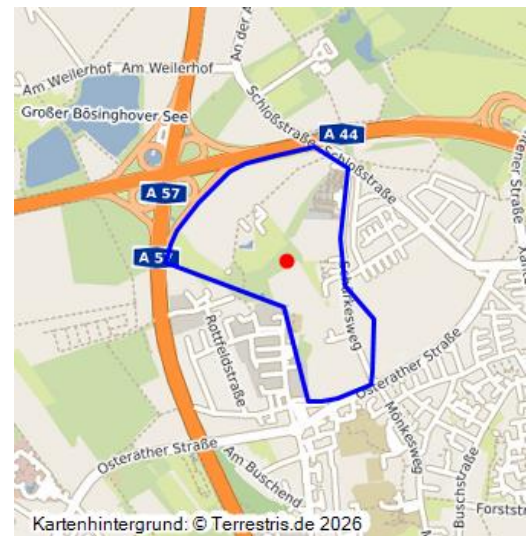 An der A
Am Weilerhof Am Weilerhof
Großer Bösinghover See
Schloßstraße
A 44
Schloßstraße
A 57
A 57
Schürkesweg
Rottfeldstraße
Osterather Straße
Osterather Straße
Mönkesweg
Am Buschend
Buschstraße
Forststr
Kartenhintergrund: © Terrestris.de 2026